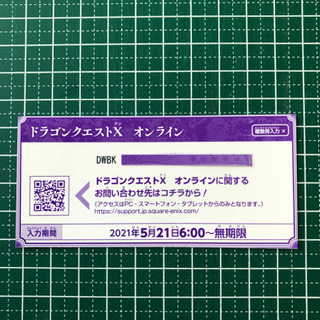 ドラゴンクエストX オンライン
複数回入力×
DWBK
ドラゴンクエストX オンラインに関する
お問い合わせ先はコチラから！
(アクセスはPC・スマートフォン・タブレットからのみとなります。)
https://support.jp.square-enix.com/
入力期間
2021年5月21日6:00～無期限